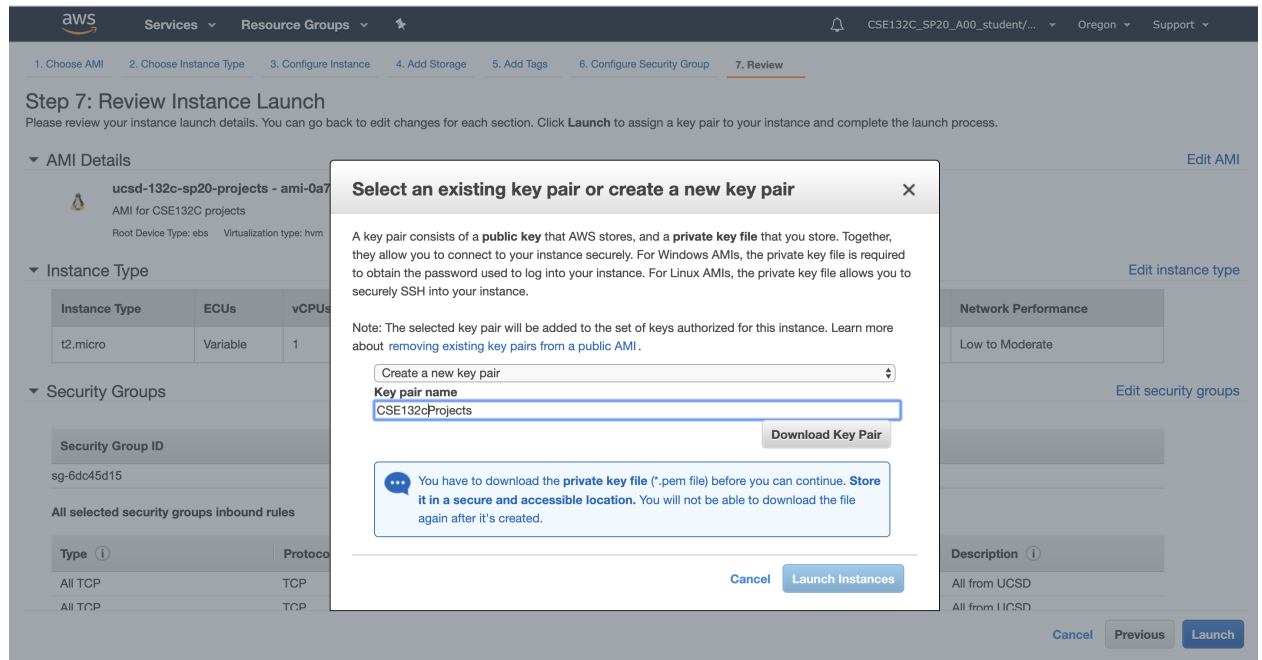 aws Services Resource Groups CSE132C_SP20_A00_student/... Oregon Support
1. Choose AMI 2. Choose Instance Type 3. Configure Instance 4. Add Storage 5. Add Tags 6. Configure Security Group 7. Review
Step 7: Review Instance Launch
Please review your instance launch details. You can go back to edit changes for each section. Click Launch to assign a key pair to your instance and complete the launch process.
AMI Details
Edit AMI
ucsd-132c-sp20-projects - ami-0a7
AMI for CSE132C projects
Root Device Type: ebs Virtualization type: hvm
Instance Type
Edit instance type
Instance Type ECUs vCPUs Network Performance
t2.micro Variable 1 Low to Moderate
Security Groups
Edit security groups
Security Group ID
sg-6dc45d15
All selected security groups inbound rules
Type Protoco Description
All TCP TCP All from UCSD
All TCP TCP All from UCSD
Cancel Previous Launch
Select an existing key pair or create a new key pair
A key pair consists of a public key that AWS stores, and a private key file that you store. Together,
they allow you to connect to your instance securely. For Windows AMIs, the private key file is required
to obtain the password used to log into your instance. For Linux AMIs, the private key file allows you to
securely SSH into your instance.
Note: The selected key pair will be added to the set of keys authorized for this instance. Learn more
about removing existing key pairs from a public AMI.
Create a new key pair
Key pair name
CSE132cProjects
Download Key Pair
You have to download the private key file (*.pem file) before you can continue. Store
it in a secure and accessible location. You will not be able to download the file
again after it's created.
Cancel Launch Instances